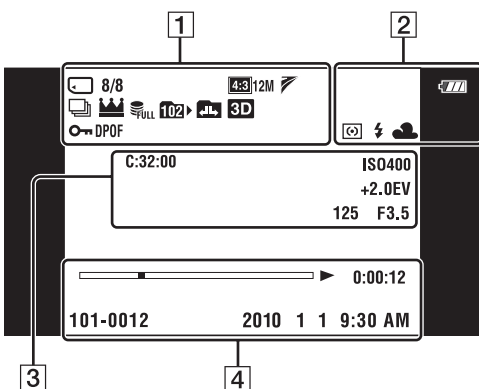 1
2
8/8
4:3 12M
FULL 102 3D
DPOF
C:32:00
ISO400
+2.0EV
125 F3.5
0:00:12
101-0012
2010 1 1 9:30 AM
3
4